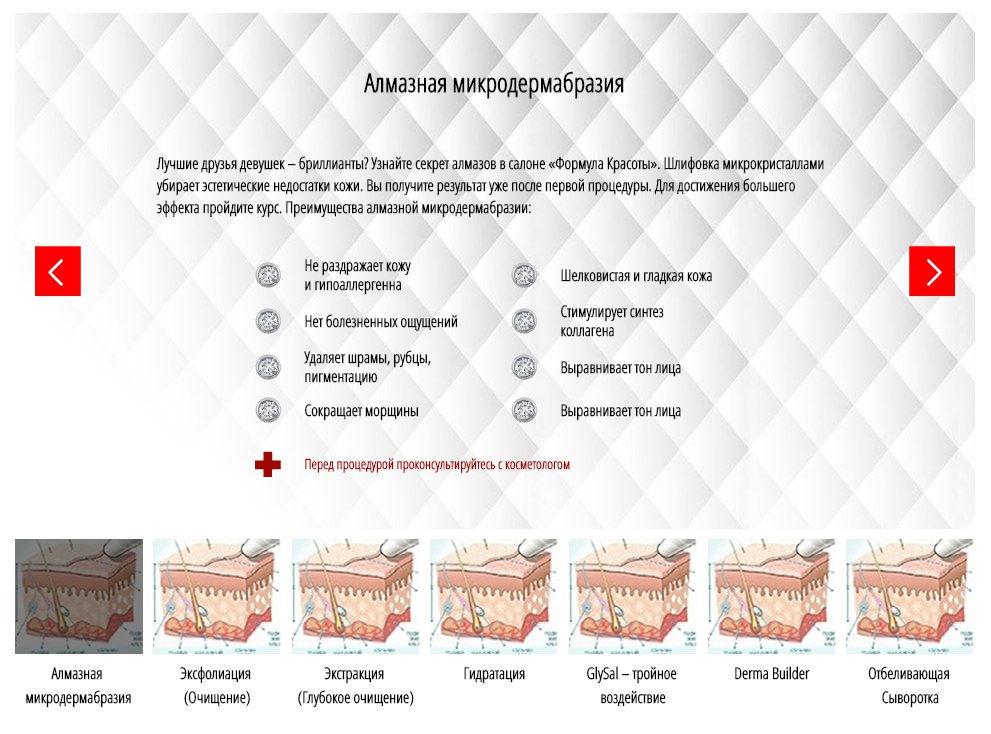 Алмазная микродермабразия
Лучшие друзья девушек – бриллианты? Узнайте секрет алмазов в салоне «Формула Красоты». Шлифовка микрокристаллами
убирает эстетические недостатки кожи. Вы получите результат уже после первой процедуры. Для достижения большего
эффекта пройдите курс. Преимущества алмазной микродермабразии:
Не раздражает кожу
и гипоаллергенна
Нет болезненных ощущений
Удаляет шрамы, рубцы,
пигментацию
Сокращает морщины
Шелковистая и гладкая кожа
Стимулирует синтез
коллагена
Выравнивает тон лица
Выравнивает тон лица
Перед процедурой проконсультируйтесь с косметологом
Алмазная
микродермабразия
Эксфолиация
(Очищение)
Экстракция
(Глубокое очищение)
Гидратация
GlySal – тройное
воздействие
Derma Builder
Отбеливающая
Сыворотка